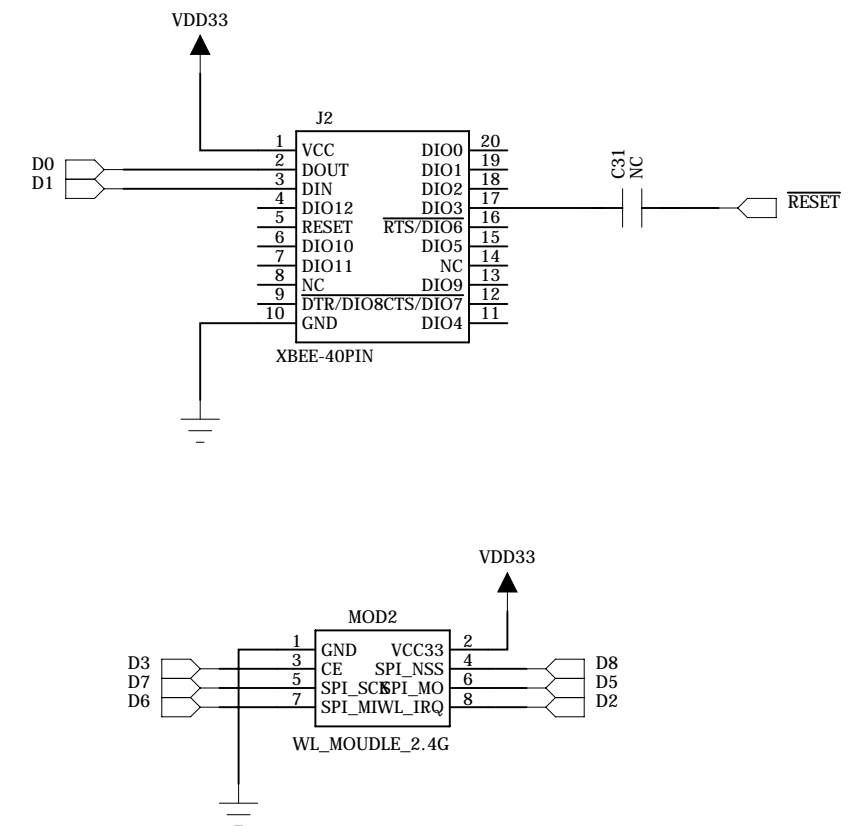 VDD33
J2
1 VCC DIO0 20
D0 2 DOUT DIO1 19
D1 3 DIN DIO2 18
4 DIO12 DIO3 17
5 RESET RTS/DIO6 16
6 DIO10 DIO5 15
7 DIO11 NC 14
8 NC DIO9 13
9 DTR/DIO8 CTS/DIO7 12
10 GND DIO4 11
XBEE-40PIN
C31
NC
RESET
VDD33
MOD2
1 GND VCC33 2
D3 3 CE SPI_NSS 4 D8
D7 5 SPI_SCK SPI_MO 6 D5
D6 7 SPI_MI WL_IRQ 8 D2
WL_MOUDLE_2.4G